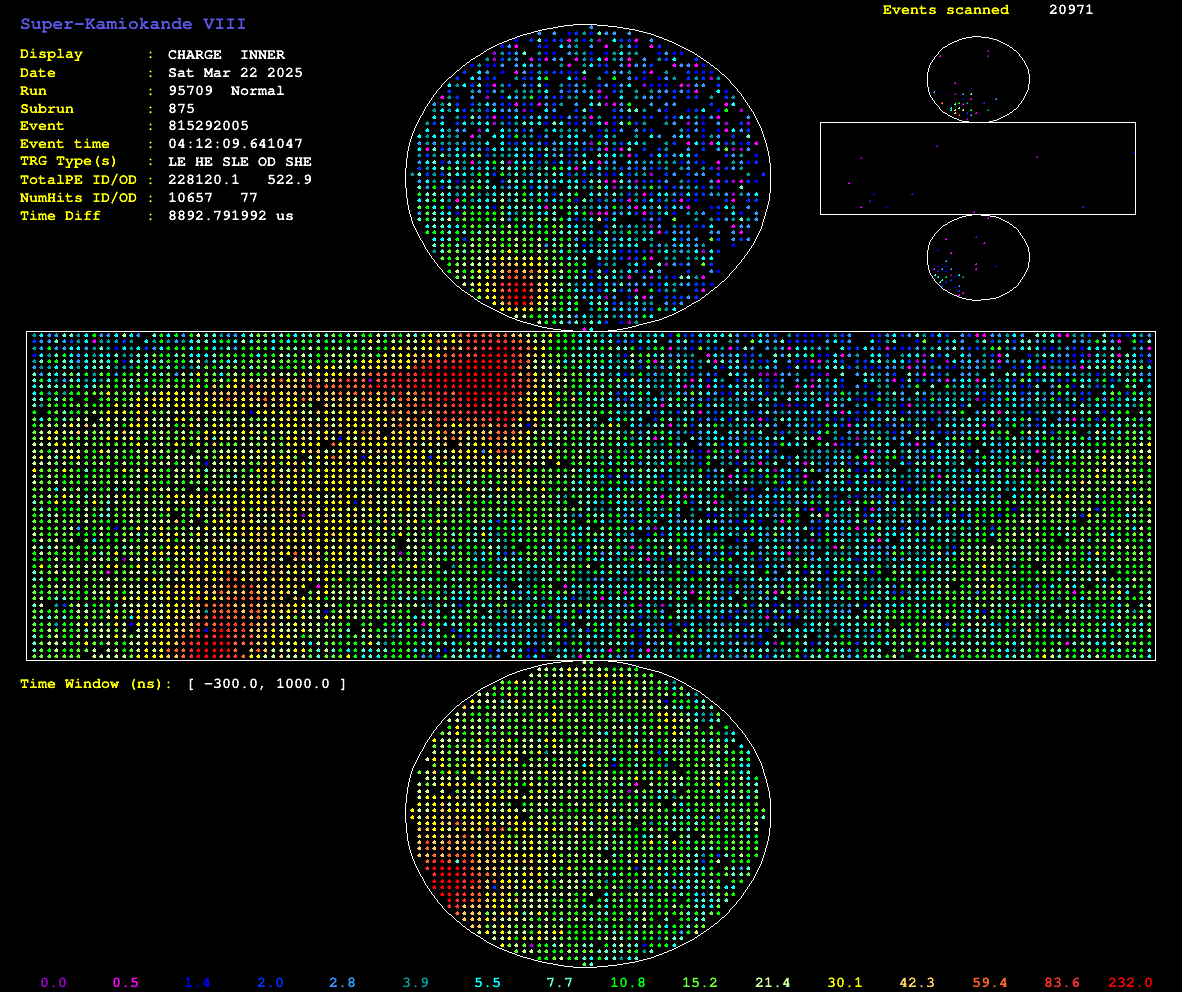 Super-Kamiokande VIII
Events scanned 20971
Display : CHARGE INNER
Date : Sat Mar 22 2025
Run : 95709 Normal
Subrun : 875
Event : 815292005
Event time : 04:12:09.641047
TRG Type(s) : LE HE SLE OD SHE
TotalPE ID/OD : 228120.1 522.9
NumHits ID/OD : 10657 77
Time Diff : 8892.791992 us
Time Window (ns): [ -300.0, 1000.0 ]
0.0 0.5 1.4 2.0 2.8 3.9 5.5 7.7 10.8 15.2 21.4 30.1 42.3 59.4 83.6 232.0